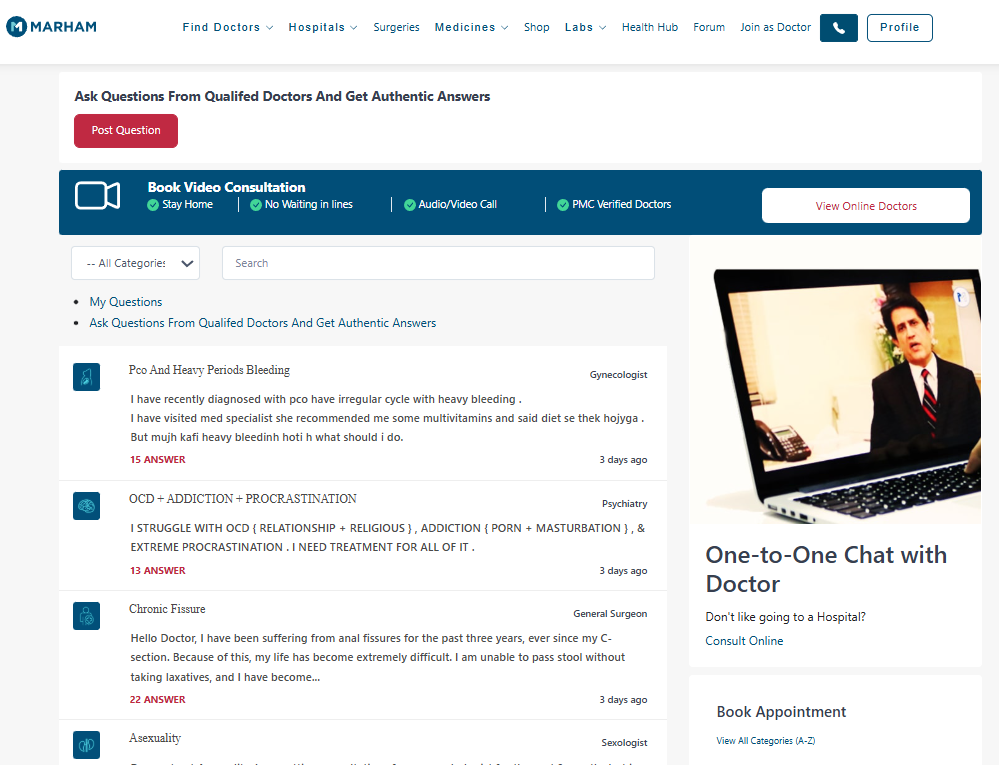 MARHAM
Find Doctors Hospitals Surgeries Medicines Shop Labs Health Hub Forum Join as Doctor Profile
Ask Questions From Qualifed Doctors And Get Authentic Answers
Post Question
Book Video Consultation
Stay Home No Waiting in lines Audio/Video Call PMC Verified Doctors
View Online Doctors
-- All Categories
Search
My Questions
Ask Questions From Qualifed Doctors And Get Authentic Answers
Pco And Heavy Periods Bleeding
Gynecologist
I have recently diagnosed with pco have irregular cycle with heavy bleeding .
I have visited med specialist she recommended me some multivitamins and said diet se thek hojyga .
But mujh kafi heavy bleedinh hoti h what should i do.
15 ANSWER
3 days ago
OCD + ADDICTION + PROCRASTINATION
Psychiatry
I STRUGGLE WITH OCD { RELATIONSHIP + RELIGIOUS } , ADDICTION { PORN + MASTURBATION } , &
EXTREME PROCRASTINATION . I NEED TREATMENT FOR ALL OF IT .
13 ANSWER
3 days ago
Chronic Fissure
General Surgeon
Hello Doctor, I have been suffering from anal fissures for the past three years, ever since my C-
section. Because of this, my life has become extremely difficult. I am unable to pass stool without
taking laxatives, and I have become...
22 ANSWER
3 days ago
Asexuality
Sexologist
One-to-One Chat with
Doctor
Don't like going to a Hospital?
Consult Online
Book Appointment
View All Categories (A-Z)